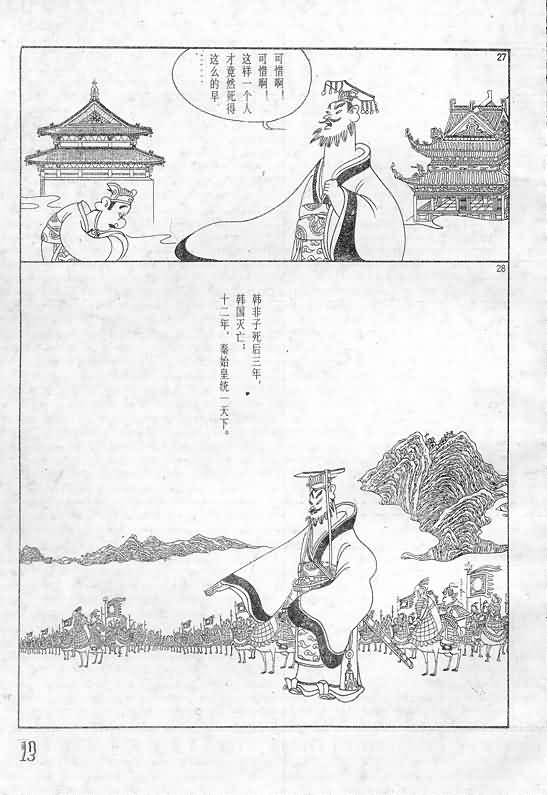 27
可惜啊！
可惜啊！
这样一个人
才竟然死得
这么的早
……
28
韩非子死后三年，
韩国灭亡；
十二年，秦始皇统一天下。
13